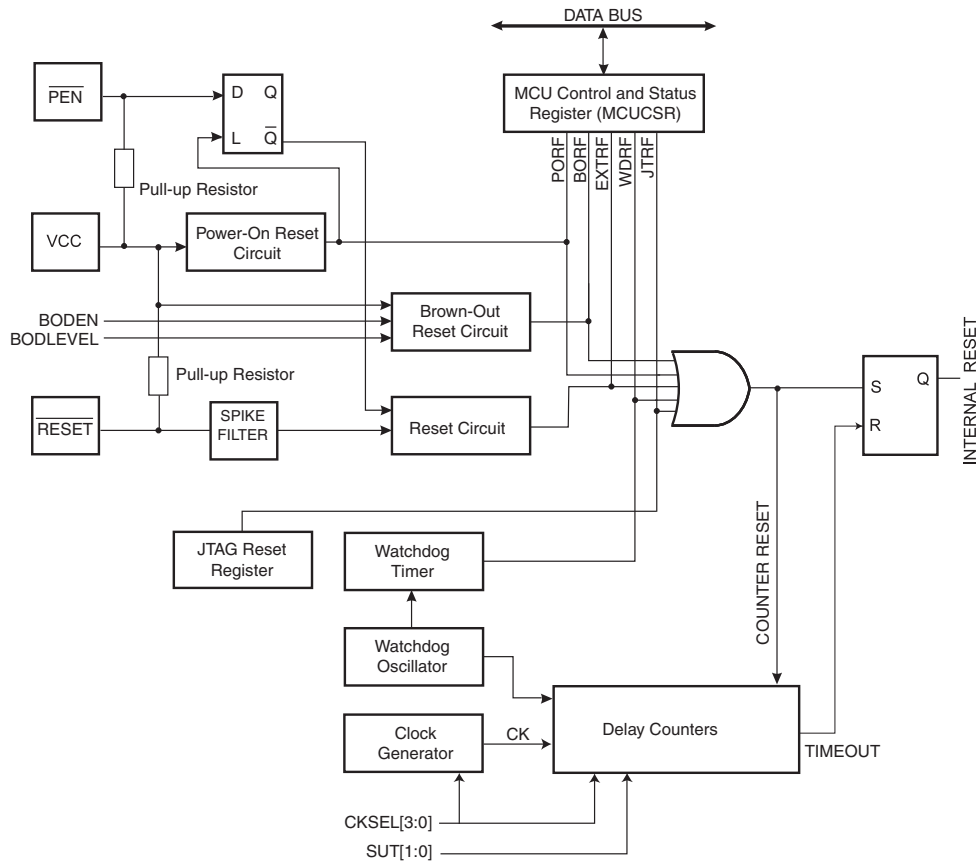 DATA BUS
PEN
D Q
L Q
MCU Control and Status
Register (MCUCSR)
PORF
BORF
EXTRF
WDRF
JTRF
Pull-up Resistor
VCC
Power-On Reset
Circuit
BODEN
BODLEVEL
Brown-Out
Reset Circuit
Pull-up Resistor
RESET
SPIKE
FILTER
Reset Circuit
S
Q
R
INTERNAL RESET
JTAG Reset
Register
Watchdog
Timer
COUNTER RESET
Watchdog
Oscillator
Clock
Generator
CK
Delay Counters
TIMEOUT
CKSEL[3:0]
SUT[1:0]